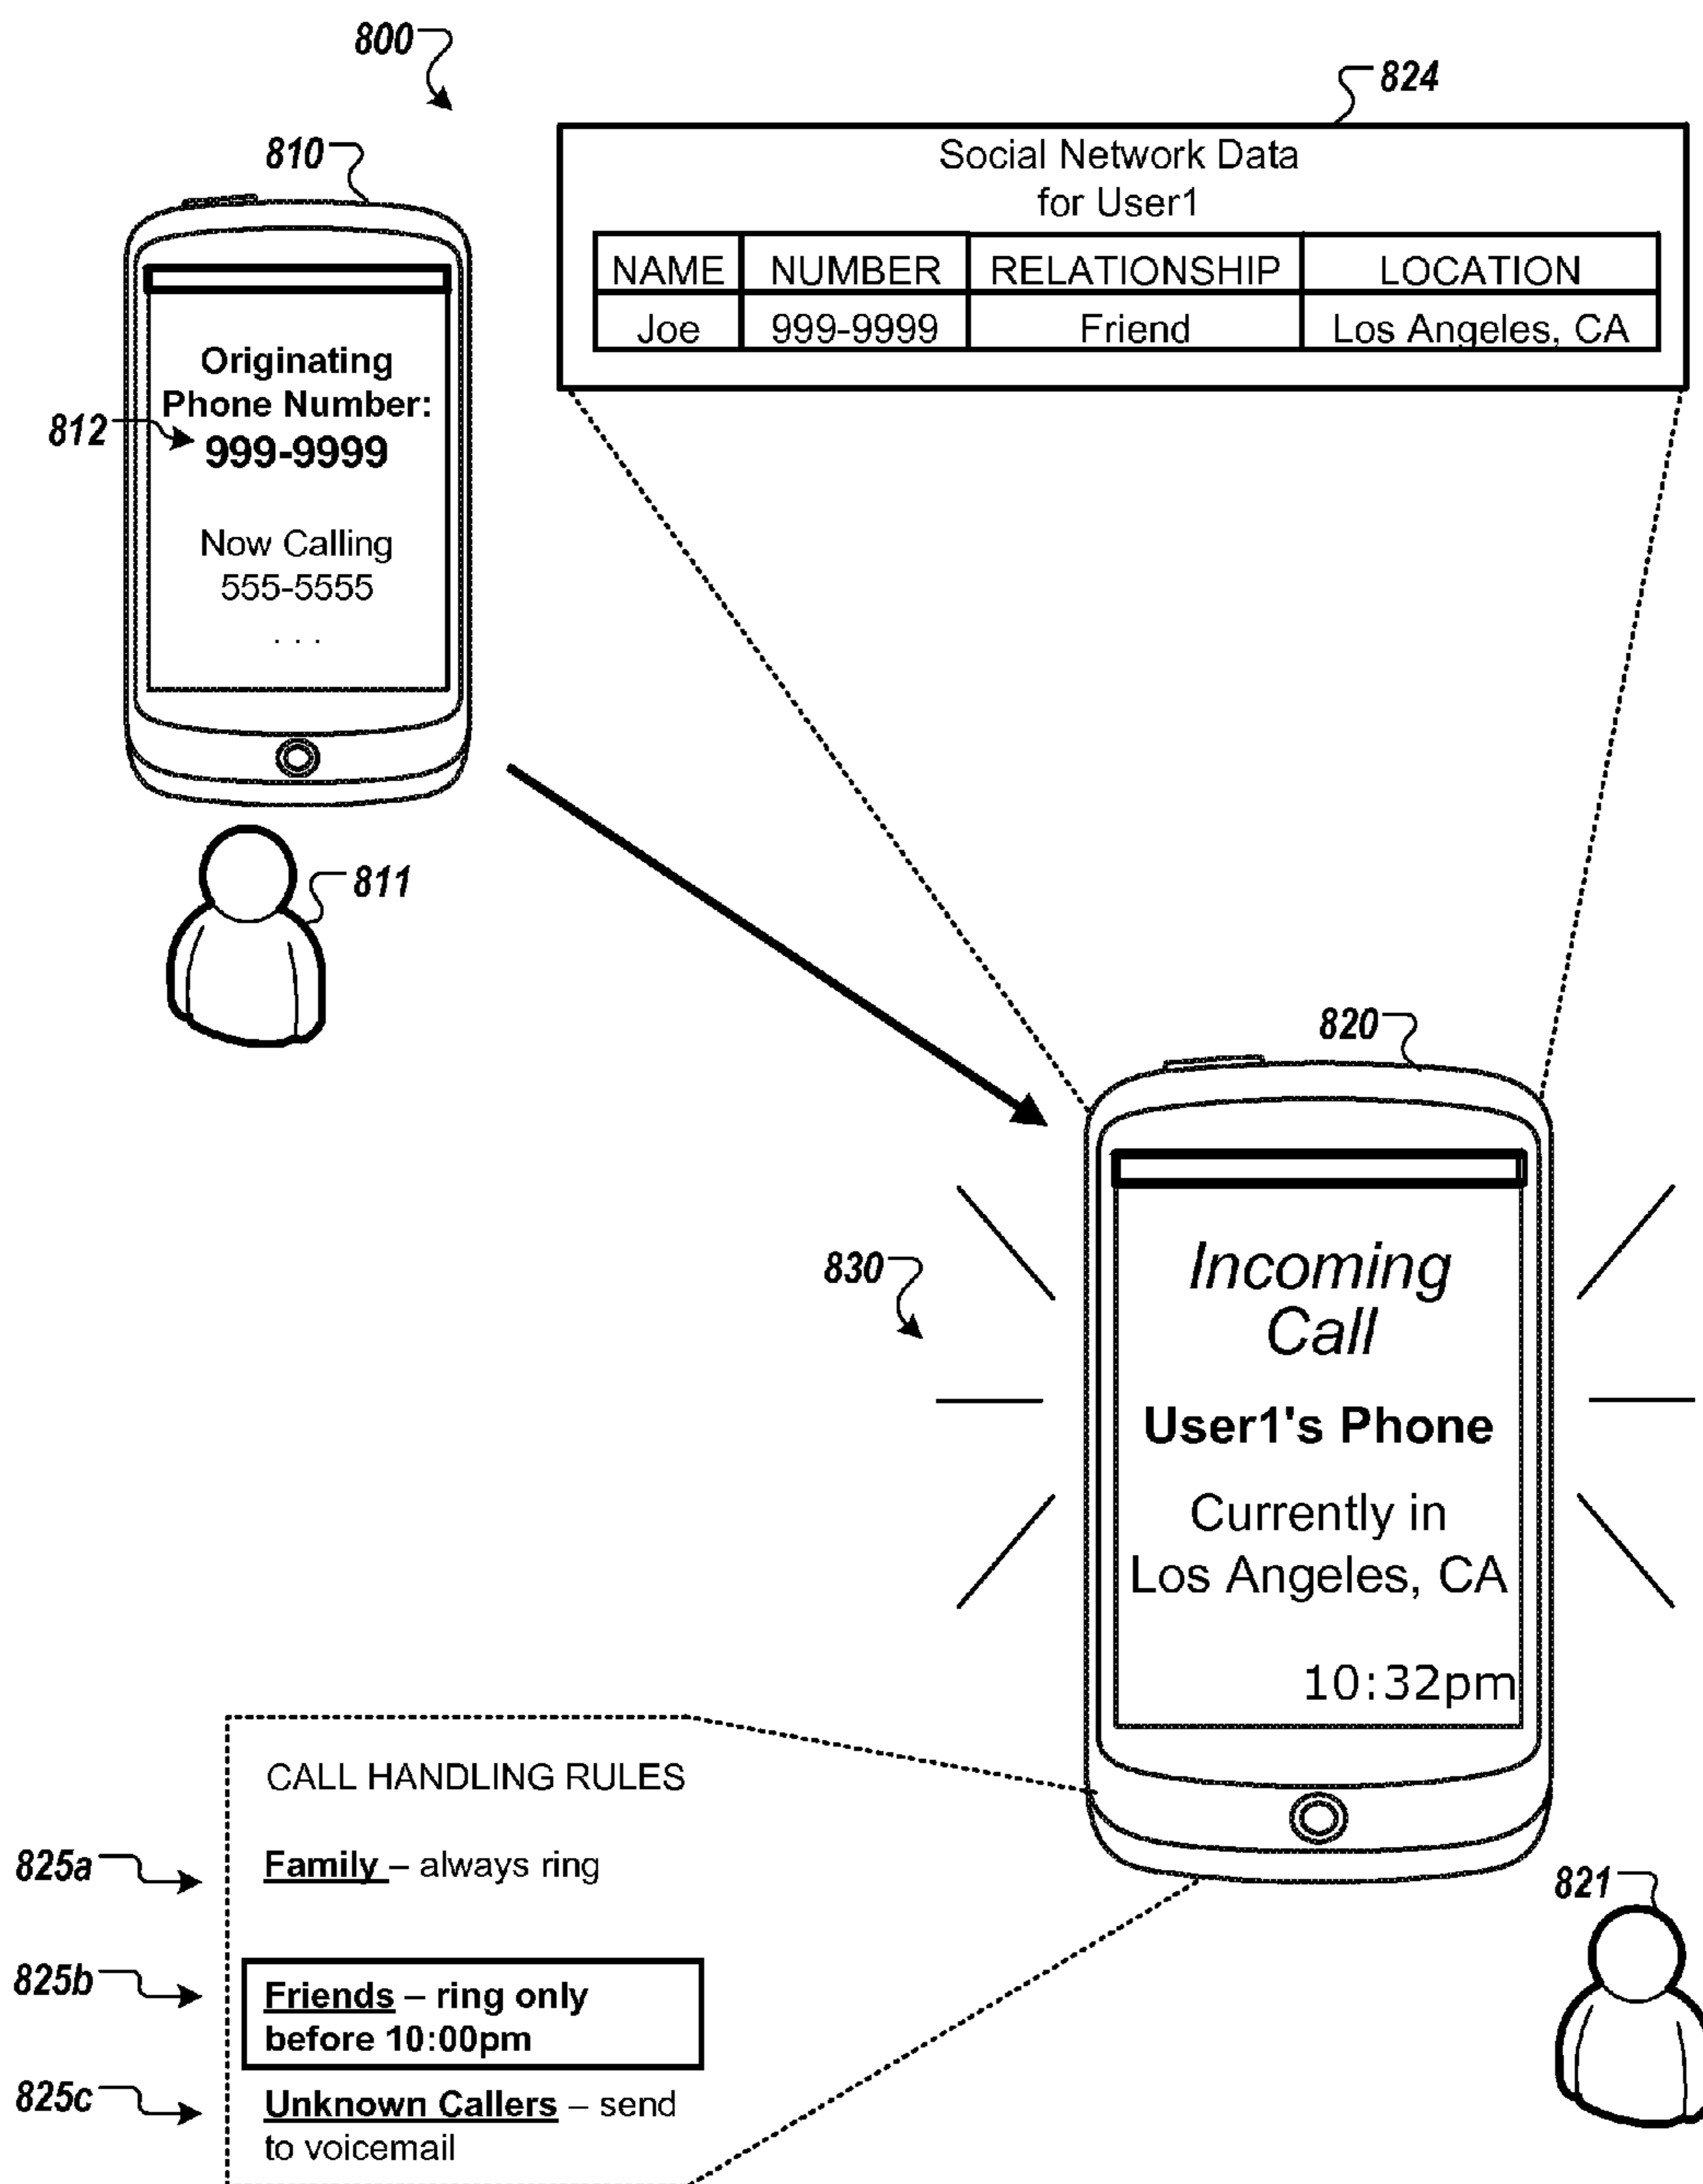 800
824
810
Social Network Data
for User1
NAME NUMBER RELATIONSHIP LOCATION
Joe 999-9999 Friend Los Angeles, CA
Originating
Phone Number:
812
999-9999
Now Calling
555-5555
. . .
811
820
830
Incoming
Call
User1's Phone
Currently in
Los Angeles, CA
10:32pm
CALL HANDLING RULES
825a
Family – always ring
821
825b
Friends – ring only
before 10:00pm
825c
Unknown Callers – send
to voicemail